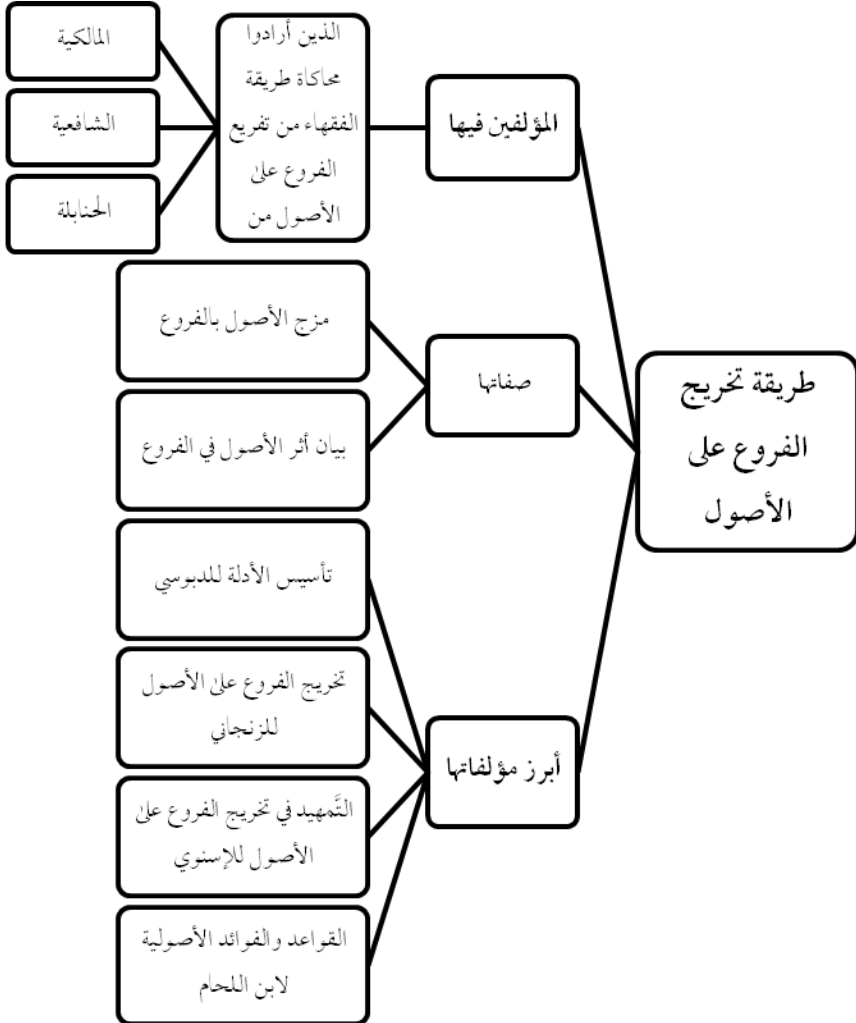 طريقة تخريج
الفروع على
الأصول
المؤلفين فيها
الذين أرادوا
محاكاة طريقة
الفقهاء من تفريع
الفروع على
الأصول من
المالكية
الشافعية
الحنابلة
صفاتها
مزج الأصول بالفروع
بيان أثر الأصول في الفروع
أبرز مؤلفاتها
تأسيس الأدلة للدبوسي
تخريج الفروع على الأصول
للزنجاني
التَّمهيد في تخريج الفروع على
الأصول للإسنوي
القواعد والفوائد الأصولية
لابن اللحام